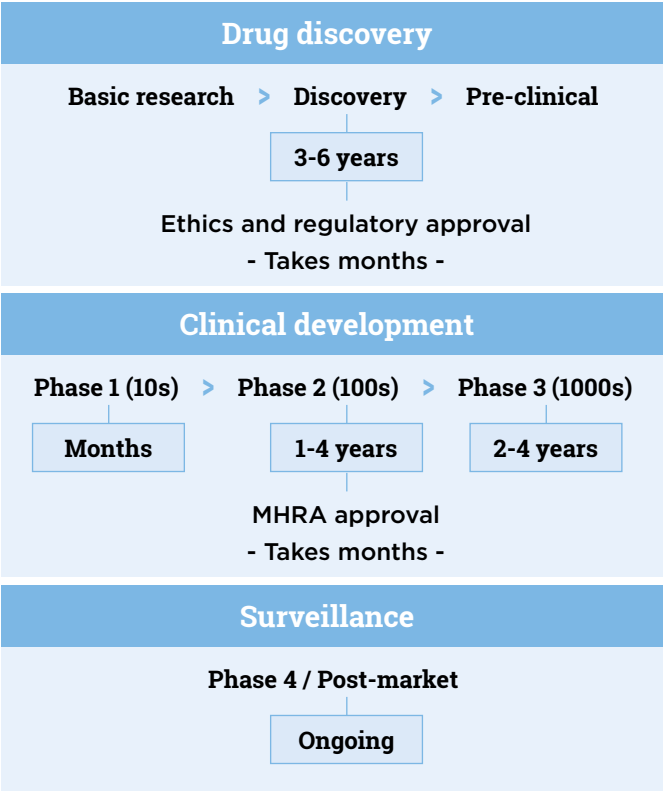 Drug discovery
Basic research > Discovery > Pre-clinical
3-6 years
Ethics and regulatory approval
- Takes months -
Clinical development
Phase 1 (10s) > Phase 2 (100s) > Phase 3 (1000s)
Months 1-4 years 2-4 years
MHRA approval
- Takes months -
Surveillance
Phase 4 / Post-market
Ongoing